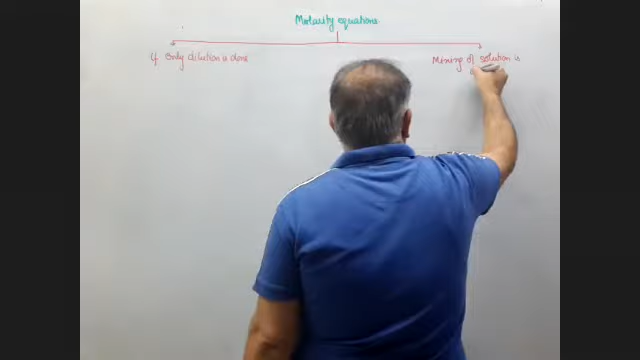 Molarity equations.
If Only dilution is done
Mixing of solution is